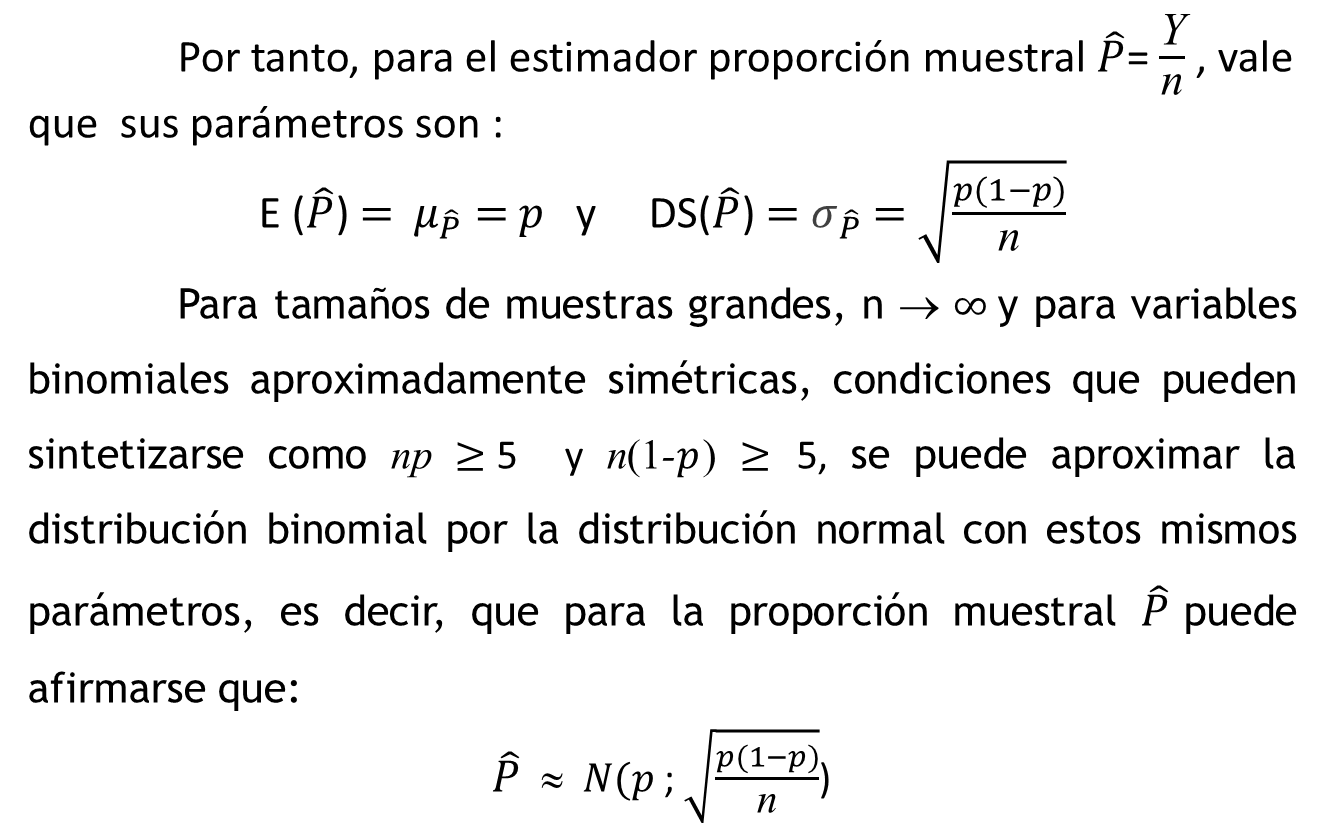 Por tanto, para el estimador proporción muestral P̂= Y/n , vale
que sus parámetros son :
E (P̂) = μ_P̂ = p y DS(P̂) = σ_P̂ = √(p(1−p)/n)
Para tamaños de muestras grandes, n → ∞ y para variables
binomiales aproximadamente simétricas, condiciones que pueden
sintetizarse como np ≥ 5 y n(1-p) ≥ 5, se puede aproximar la
distribución binomial por la distribución normal con estos mismos
parámetros, es decir, que para la proporción muestral P̂ puede
afirmarse que:
P̂ ≈ N(p ; √(p(1−p)/n))